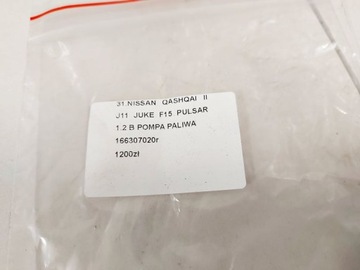 31.NISSAN QASHQAI II
J11 JUKE F15 PULSAR
1.2 B POMPA PALIWA
166307020r
1200zł